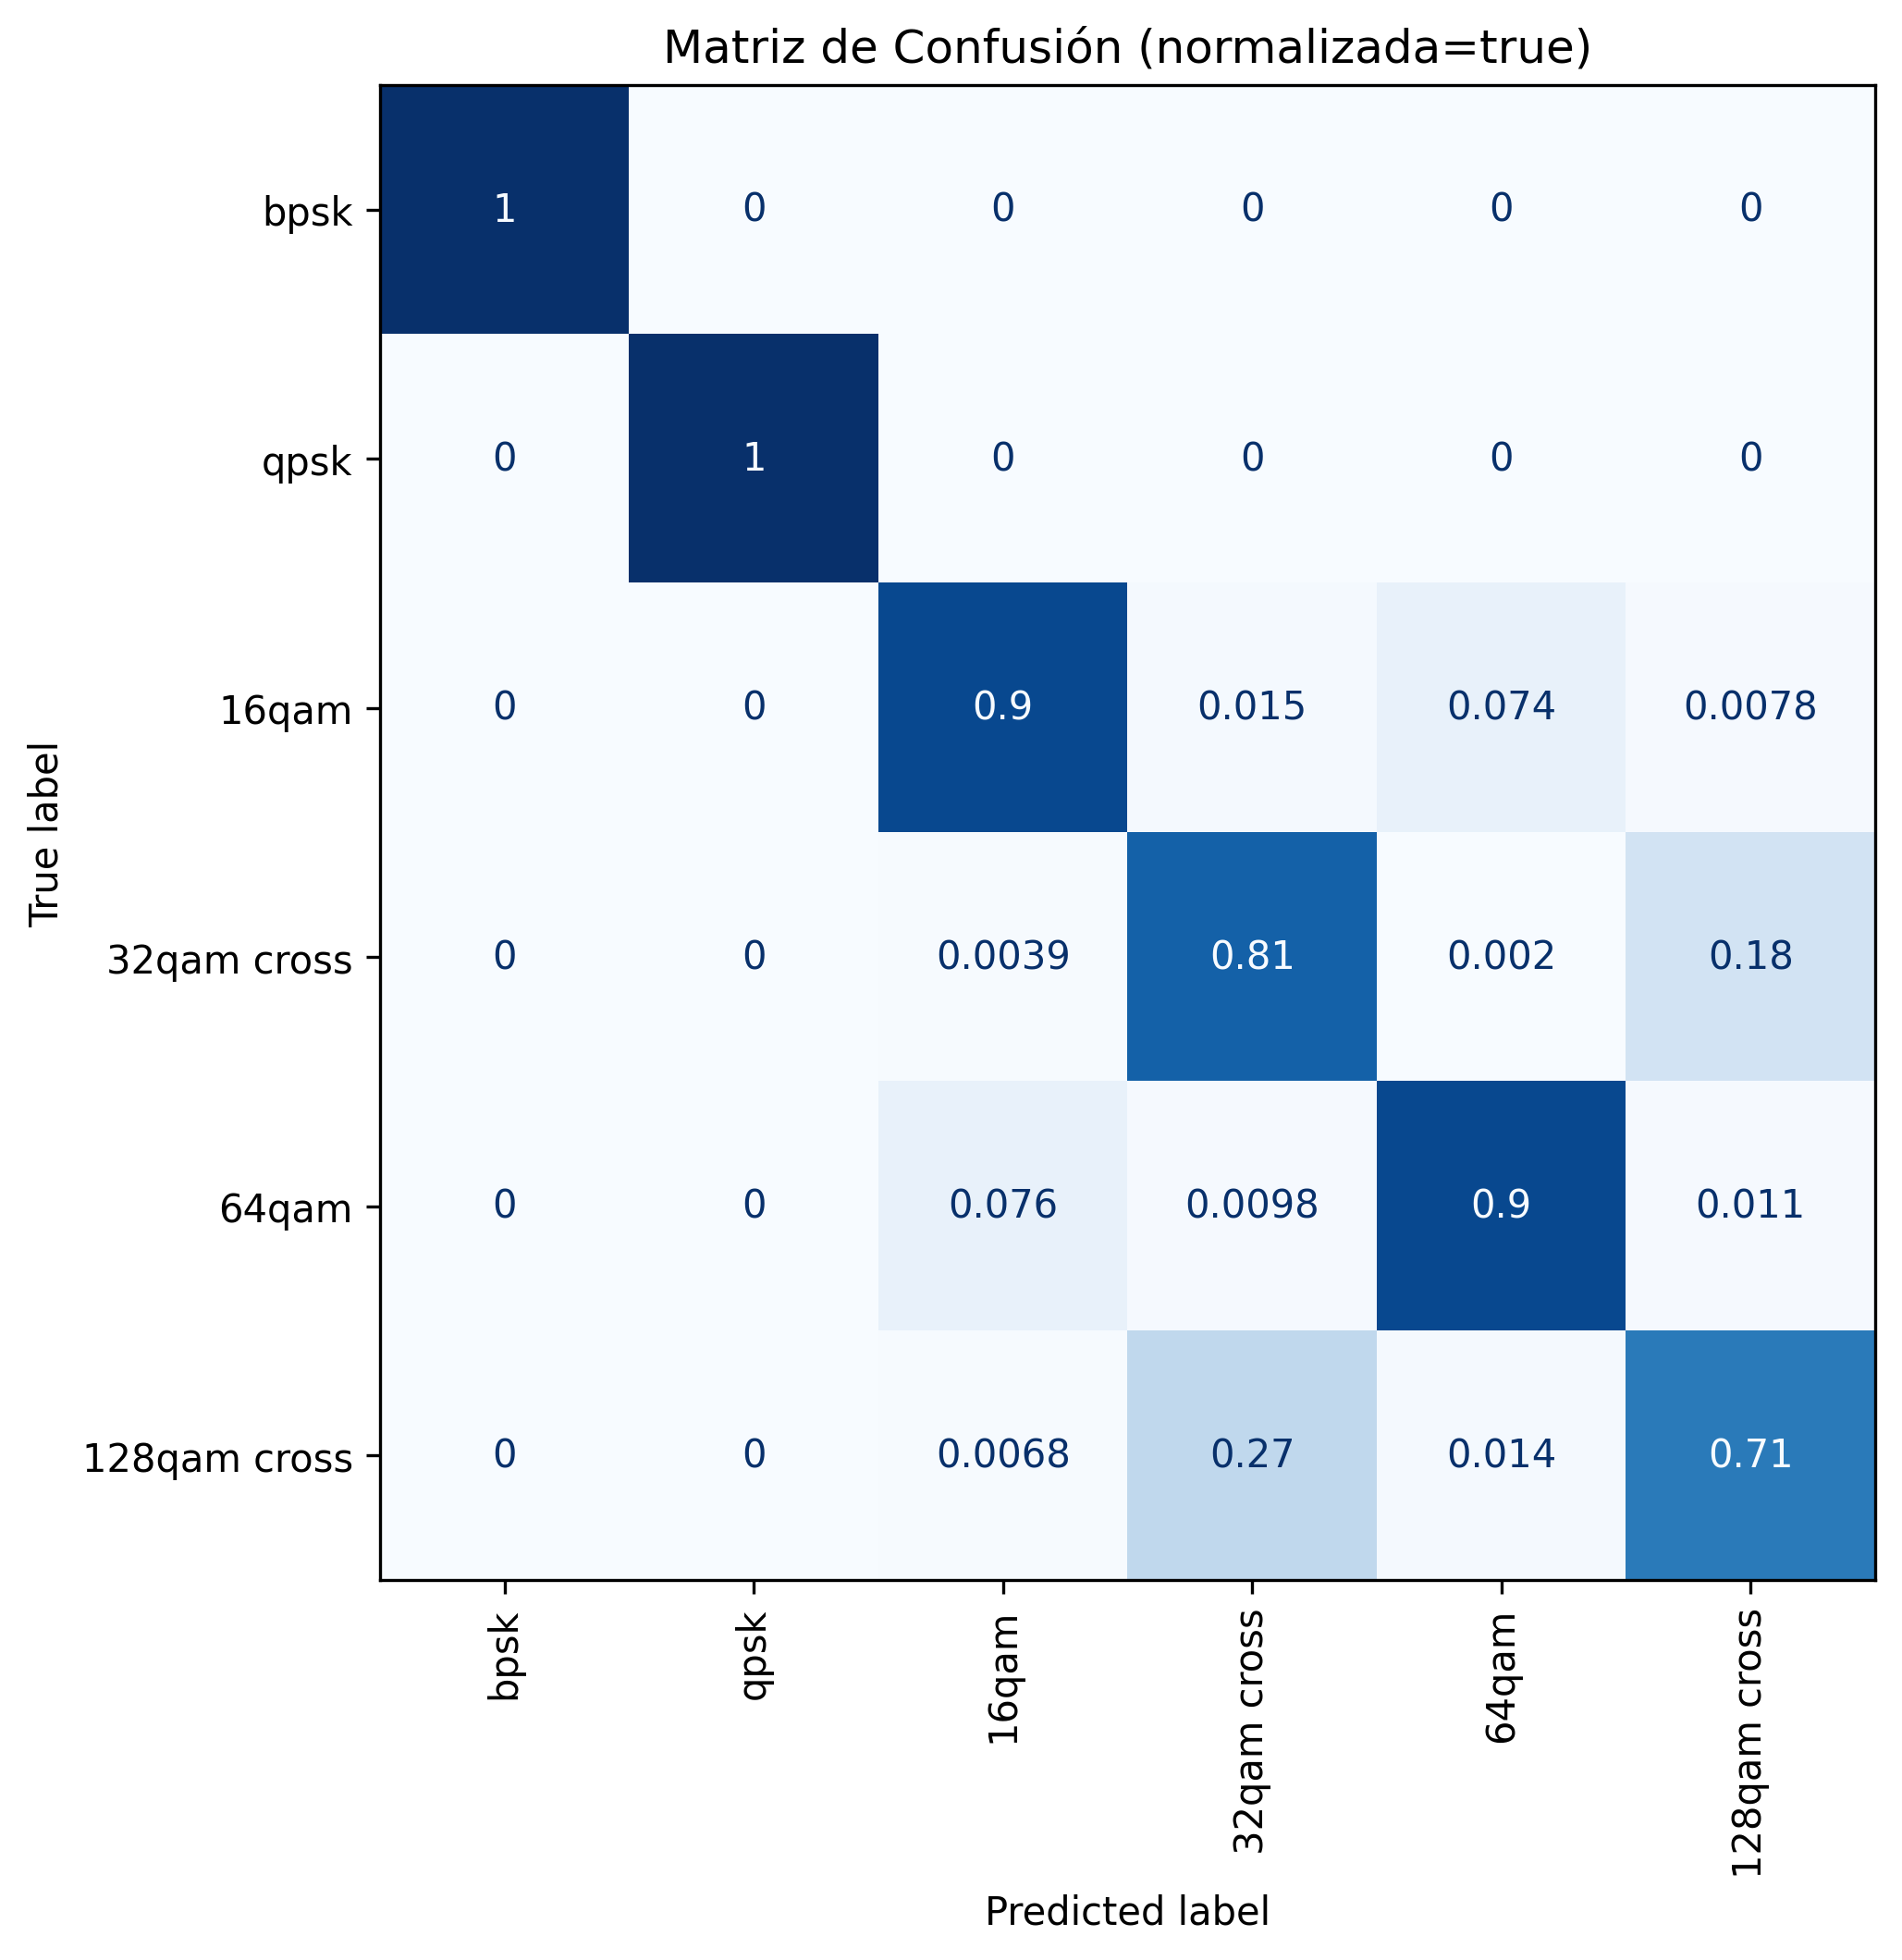 Matriz de Confusión (normalizada=true)
bpsk 1 0 0 0 0 0
qpsk 0 1 0 0 0 0
16qam 0 0 0.9 0.015 0.074 0.0078
32qam cross 0 0 0.0039 0.81 0.002 0.18
64qam 0 0 0.076 0.0098 0.9 0.011
128qam cross 0 0 0.0068 0.27 0.014 0.71
True label
bpsk qpsk 16qam 32qam cross 64qam 128qam cross
Predicted label